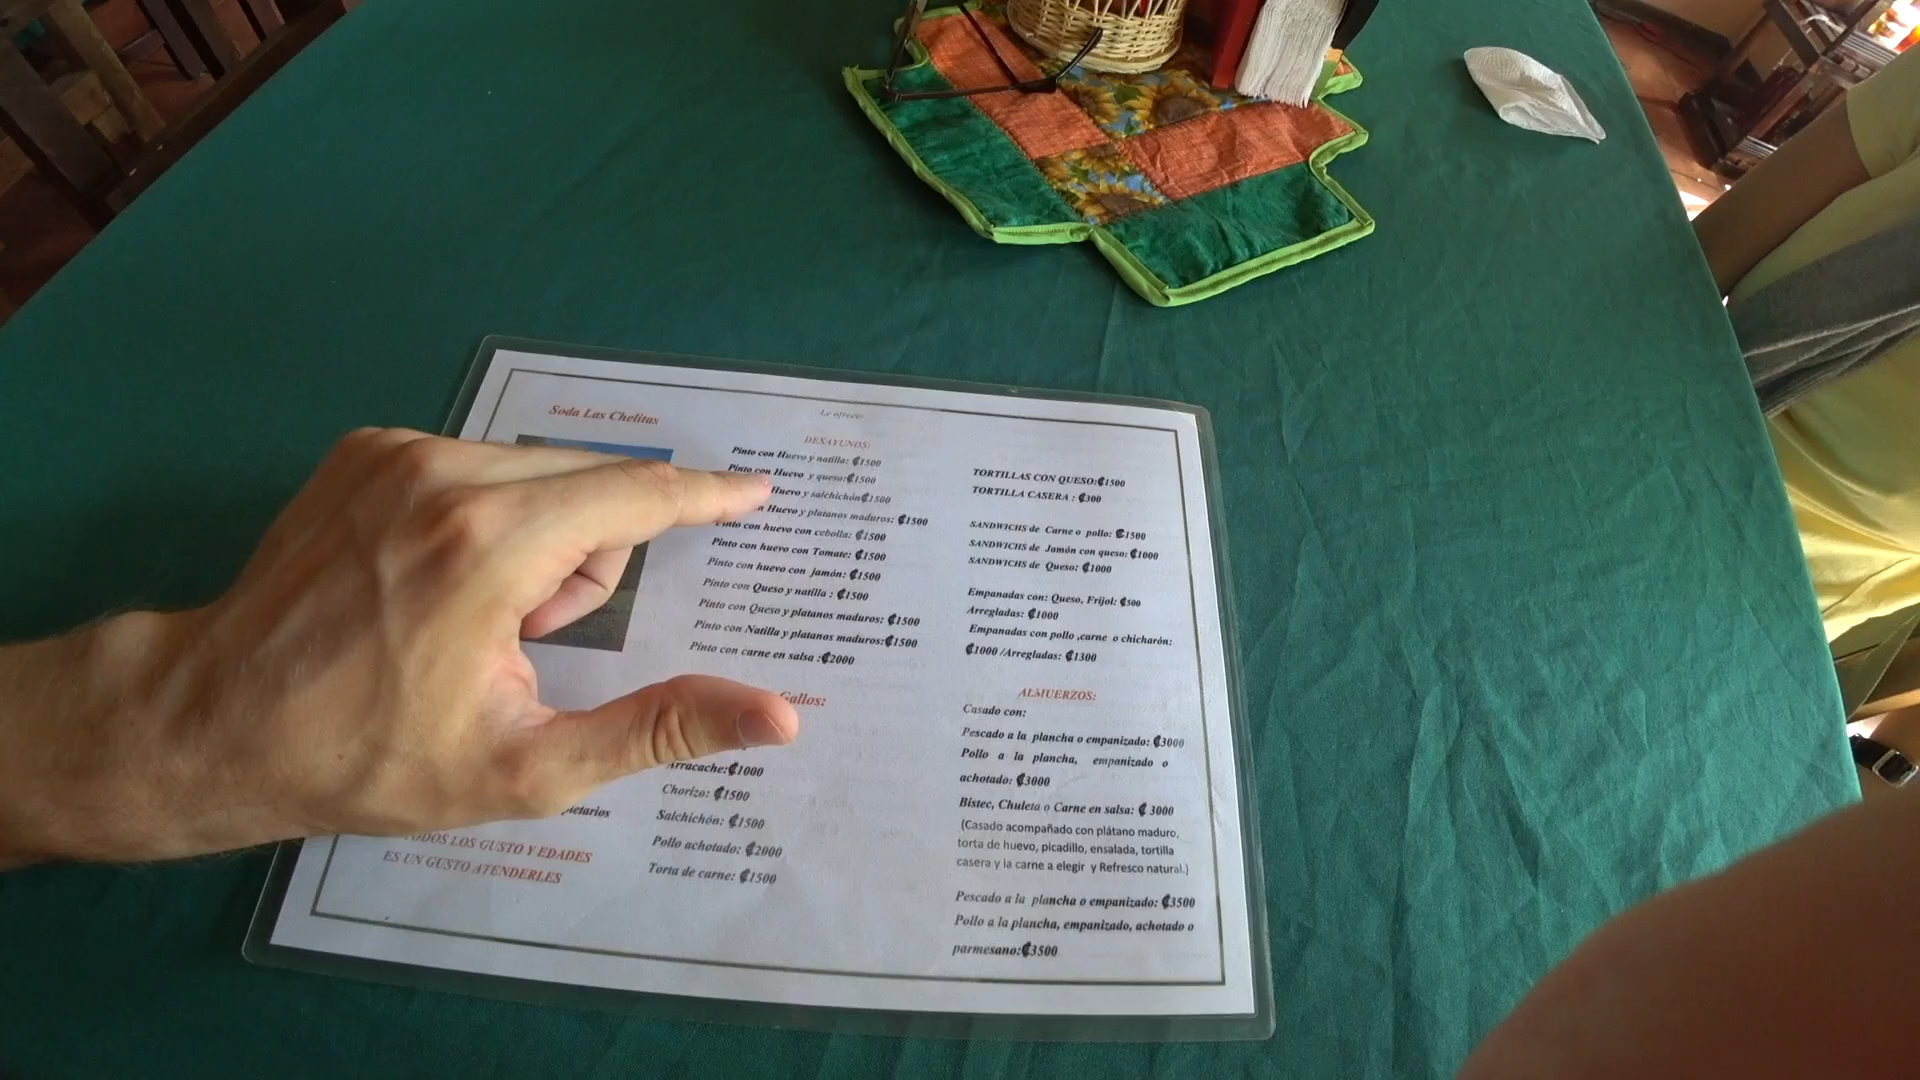 Soda Las Chelitas
Le ofrece:
DESAYUNOS:
Pinto con Huevo y natilla: ₡1500
Pinto con Huevo y queso:₡1500
Huevo y salchichón₡1500
Huevo y platanos maduros: ₡1500
Pinto con huevo con cebolla: ₡1500
Pinto con huevo con Tomate: ₡1500
Pinto con huevo con jamón: ₡1500
Pinto con Queso y natilla : ₡1500
Pinto con Queso y platanos maduros: ₡1500
Pinto con Natilla y platanos maduros:₡1500
Pinto con carne en salsa :₡2000
Gallos:
Arracache:₡1000
Chorizo: ₡1500
Salchichón: ₡1500
Pollo achotado: ₡2000
Torta de carne: ₡1500
TODOS LOS GUSTO Y EDADES
ES UN GUSTO ATENDERLES
TORTILLAS CON QUESO:₡1500
TORTILLA CASERA : ₡300
SANDWICHS de Carne o pollo: ₡1500
SANDWICHS de Jamón con queso: ₡1000
SANDWICHS de Queso: ₡1000
Empanadas con: Queso, Frijol: ₡500
Arregladas: ₡1000
Empanadas con pollo ,carne o chicharón:
₡1000 /Arregladas: ₡1300
ALMUERZOS:
Casado con:
Pescado a la plancha o empanizado: ₡3000
Pollo a la plancha, empanizado o
achotado: ₡3000
Bistec, Chuleta o Carne en salsa: ₡ 3000
(Casado acompañado con plátano maduro,
torta de huevo, picadillo, ensalada, tortilla
casera y la carne a elegir y Refresco natural.)
Pescado a la plancha o empanizado: ₡3500
Pollo a la plancha, empanizado, achotado o
parmesano:₡3500